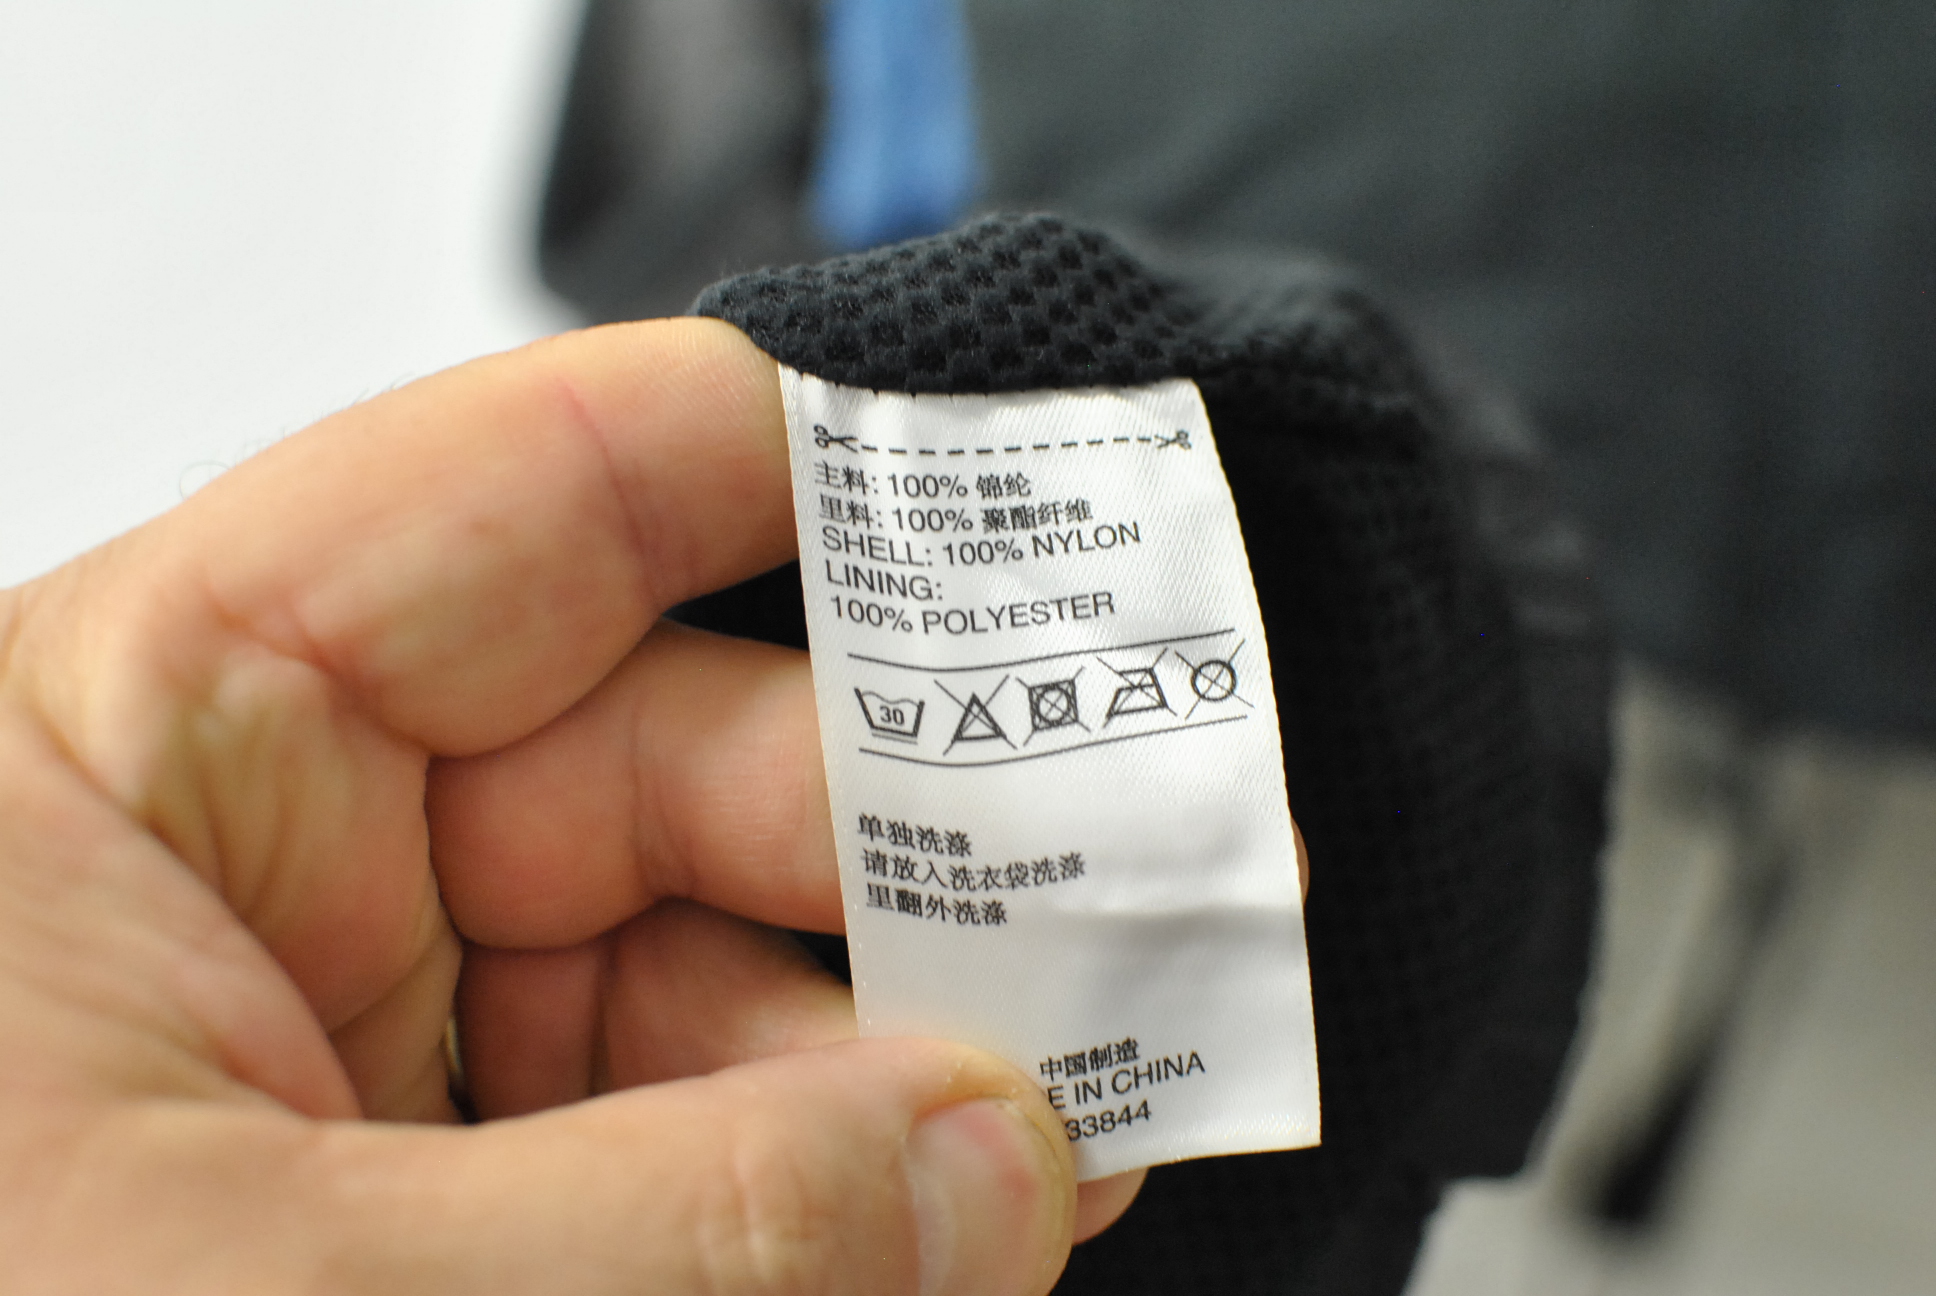 主料: 100% 锦纶
里料: 100% 聚酯纤维
SHELL: 100% NYLON
LINING:
100% POLYESTER
30
单独洗涤
请放入洗衣袋洗涤
里翻外洗涤
中国制造
E IN CHINA
33844